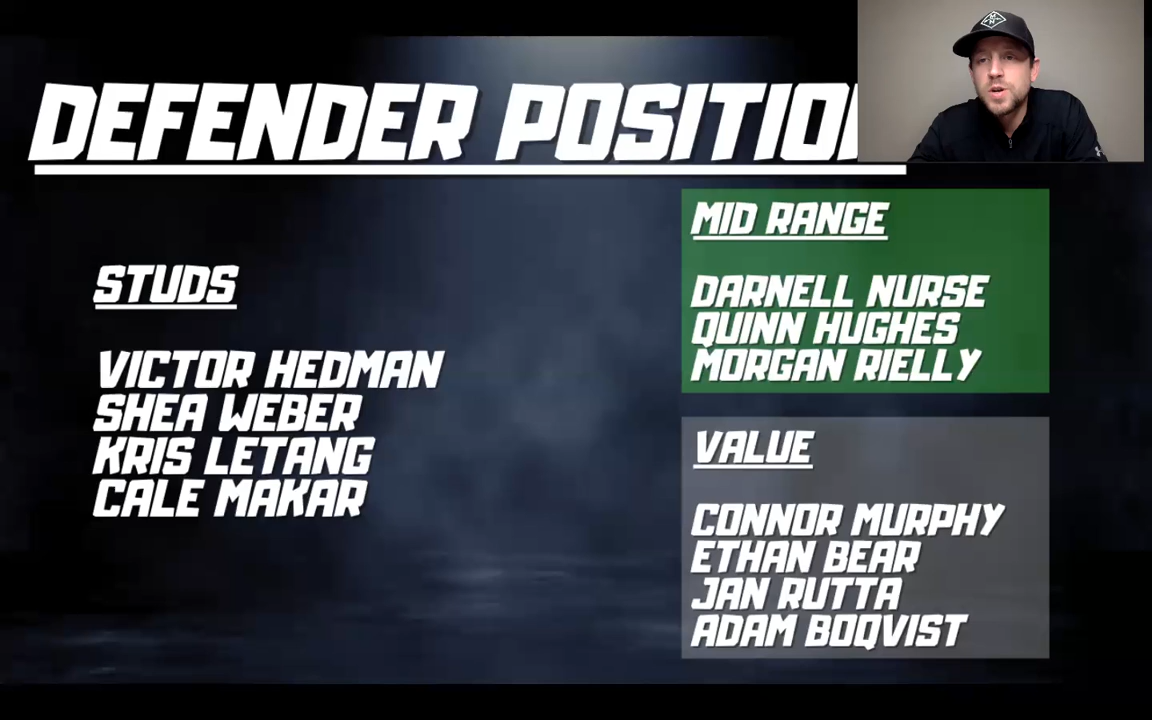 DEFENDER POSITION
STUDS
VICTOR HEDMAN
SHEA WEBER
KRIS LETANG
CALE MAKAR
MID RANGE
DARNELL NURSE
QUINN HUGHES
MORGAN RIELLY
VALUE
CONNOR MURPHY
ETHAN BEAR
JAN RUTTA
ADAM BOQVIST